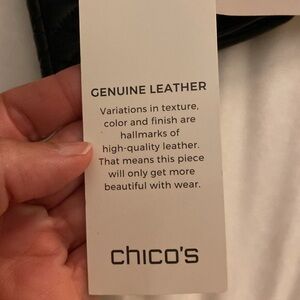 GENUINE LEATHER
Variations in texture,
color and finish are
hallmarks of
high-quality leather.
That means this piece
will only get more
beautiful with wear.
chico's